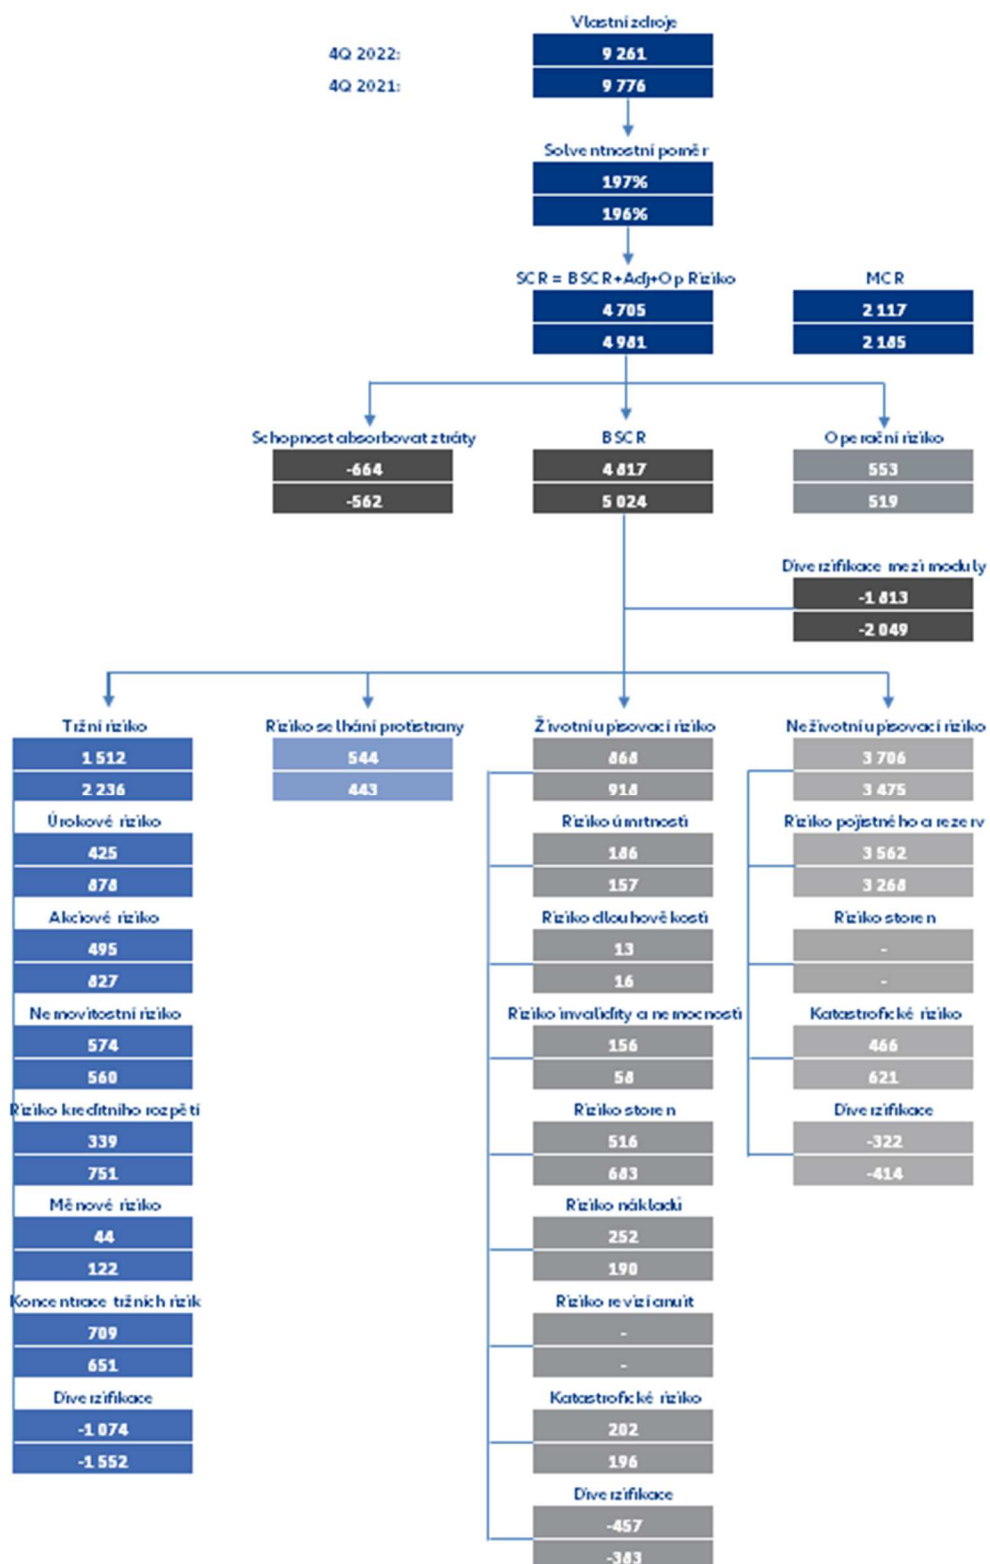 Vlastní zdroje
4Q 2022: 9 261
4Q 2021: 9 776
Solventnostní poměr
197%
196%
SCR = BSCR+Adj+Op Riziko MCR
4 705 2 117
4 981 2 185
Schopnost absorbovat ztráty BSCR Operační riziko
-664 4 817 553
-562 5 024 519
Diverzifikace mezi moduly
-1 813
-2 049
Tržní riziko Riziko selhání protistrany Životní upisovací riziko Neživotní upisovací riziko
1 512 544 868 3 706
2 236 443 918 3 475
Úrokové riziko Riziko úmrtnosti Riziko pojistného a rezerv
425 186 3 562
878 157 3 268
Akciové riziko Riziko dlouhověkosti Riziko storen
495 13 -
827 16 -
Nemovitostní riziko Riziko invalidity a nemocnosti Katastrofické riziko
574 156 466
560 58 621
Riziko kreditního rozpětí Riziko storen Diverzifikace
339 516 -322
751 683 -414
Měnové riziko Riziko nákladů
44 252
122 190
Koncentrace tržních rizik Riziko revizí anuit
709 -
651 -
Diverzifikace Katastrofické riziko
-1 074 202
-1 552 196
Diverzifikace
-457
-383